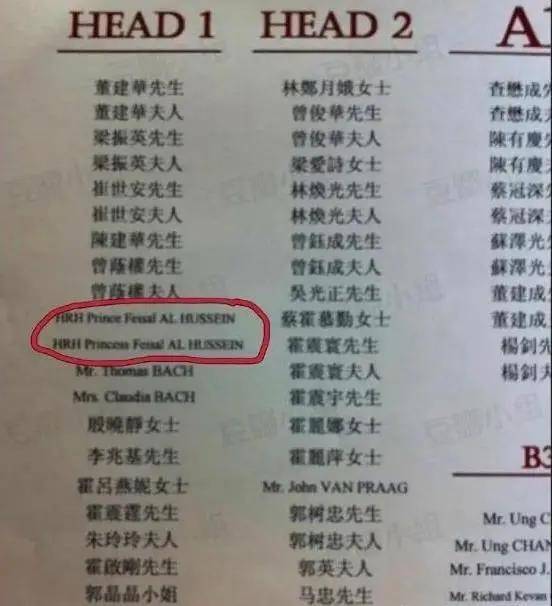 HEAD 1
董建華先生
董建華夫人
梁振英先生
梁振英夫人
崔世安先生
崔世安夫人
陳建華先生
曾蔭權先生
曾蔭權夫人
HRH Prince Feisal AL HUSSEIN
HRH Princess Feisal AL HUSSEIN
Mr. Thomas BACH
Mrs. Claudia BACH
殷曉靜女士
李兆基先生
霍呂燕妮女士
霍震霆先生
朱玲玲夫人
霍啟剛先生
郭晶晶小姐
HEAD 2
林鄭月娥女士
曾俊華先生
曾俊華夫人
梁愛詩女士
林煥光先生
林煥光夫人
曾鈺成先生
曾鈺成夫人
吳光正先生
蔡霍慕勤女士
霍震寰先生
霍震寰夫人
霍震宇先生
霍麗娜女士
霍麗萍女士
Mr. John VAN PRAAG
郭树忠先生
郭树忠夫人
郭英夫人
马忠先生
A
查懋成
查懋成
陳有慶
陳有慶
蔡冠深
蔡冠深
蘇澤光
蘇澤光
董建成
董建成
楊釗
楊釗
B3
Mr. Ung
Mr. Ung CHAN
Mr. Francisco J.
Mr. Richard Kevan